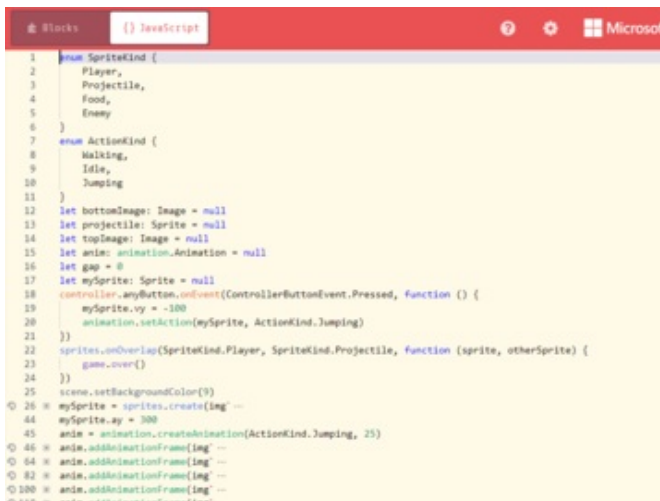 Blocks
{} JavaScript
Microsof
1 enum SpriteKind {
2 Player,
3 Projectile,
4 Food,
5 Enemy
6 }
7 enum ActionKind {
8 Walking,
9 Idle,
10 Jumping
11 }
12 let bottomImage: Image = null
13 let projectile: Sprite = null
14 let topImage: Image = null
15 let anim: animation.Animation = null
16 let gap = 0
17 let mySprite: Sprite = null
18 controller.anyButton.onEvent(ControllerButtonEvent.Pressed, function () {
19 mySprite.vy = -100
20 animation.setAction(mySprite, ActionKind.Jumping)
21 })
22 sprites.onOverlap(SpriteKind.Player, SpriteKind.Projectile, function (sprite, otherSprite) {
23 game.over()
24 })
25 scene.setBackgroundColor(9)
26 mySprite = sprites.create(img` ...
44 mySprite.ay = 300
45 anim = animation.createAnimation(ActionKind.Jumping, 25)
46 anim.addAnimationFrame(img` ...
64 anim.addAnimationFrame(img` ...
82 anim.addAnimationFrame(img` ...
100 anim.addAnimationFrame(img` ...